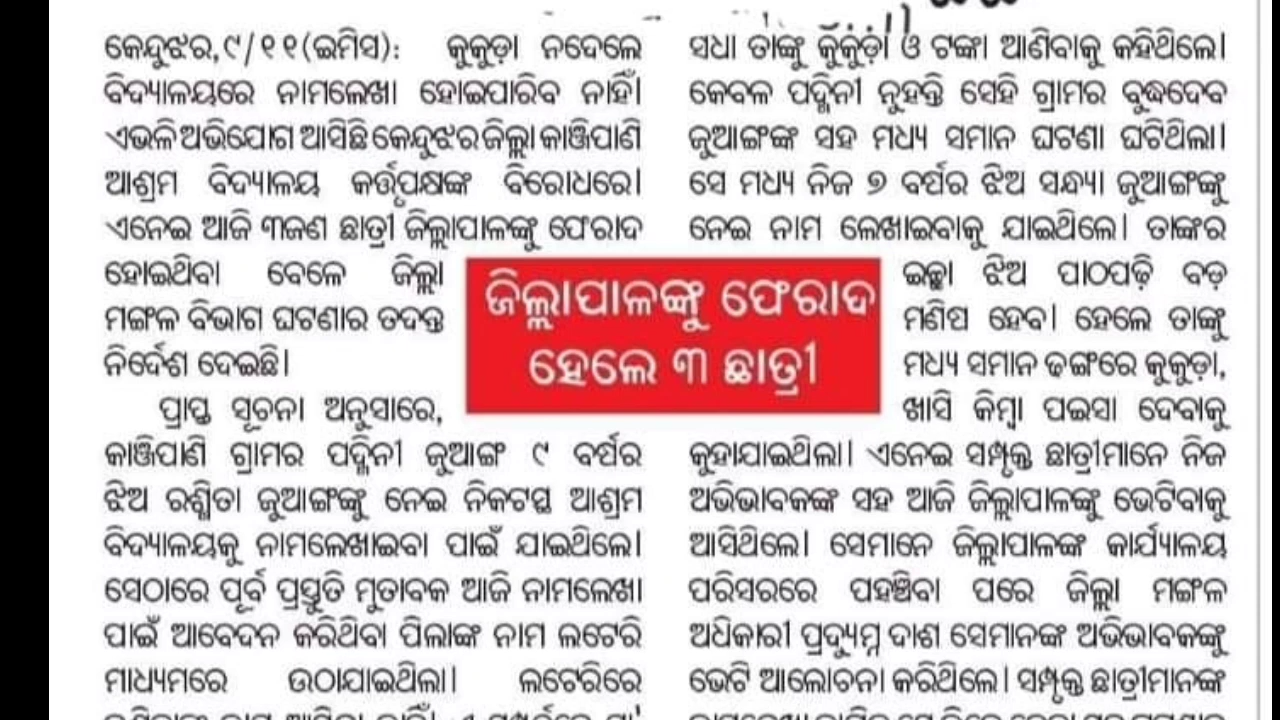 କେନ୍ଦୁଝର,୯/୧୧(ଇମିସ): କୁକୁଡ଼ା ନଦେଲେ
ବିଦ୍ୟାଳୟରେ ନାମଲେଖା ହୋଇପାରିବ ନାହିଁ।
ଏଭଳି ଅଭିଯୋଗ ଆସିଛି କେନ୍ଦୁଝର ଜିଲ୍ଲା କାଞ୍ଜିପାଣି
ଆଶ୍ରମ ବିଦ୍ୟାଳୟ କର୍ତ୍ତୃପକ୍ଷଙ୍କ ବିରୋଧରେ।
ଏନେଇ ଆଜି ୩ଜଣ ଛାତ୍ରୀ ଜିଲ୍ଲାପାଳଙ୍କୁ ଫେରାଦ
ହୋଇଥିବା ବେଳେ ଜିଲ୍ଲା
ମଙ୍ଗଳ ବିଭାଗ ଘଟଣାର ତଦନ୍ତ
ନିର୍ଦେଶ ଦେଇଛି।
ପ୍ରାପ୍ତ ସୂଚନା ଅନୁସାରେ,
କାଞ୍ଜିପାଣି ଗ୍ରାମର ପଦ୍ମିନୀ ଜୁଆଙ୍ଗ ୯ ବର୍ଷର
ଝିଅ ରଶ୍ମିତା ଜୁଆଙ୍ଗଙ୍କୁ ନେଇ ନିକଟସ୍ଥ ଆଶ୍ରମ
ବିଦ୍ୟାଳୟକୁ ନାମଲେଖାଇବା ପାଇଁ ଯାଇଥିଲେ।
ସେଠାରେ ପୂର୍ବ ପ୍ରସ୍ତୁତି ମୁତାବକ ଆଜି ନାମଲେଖା
ପାଇଁ ଆବେଦନ କରିଥିବା ପିଲାଙ୍କ ନାମ ଲଟେରି
ମାଧ୍ୟମରେ ଉଠାଯାଇଥିଲା। ଲଟେରିରେ
ଜିଲ୍ଲାପାଳଙ୍କୁ ଫେରାଦ
ହେଲେ ୩ ଛାତ୍ରୀ
ସଧା ତାଙ୍କୁ କୁକୁଡ଼ା ଓ ଟଙ୍କା ଆଣିବାକୁ କହିଥିଲେ।
କେବଳ ପଦ୍ମିନୀ ନୁହନ୍ତି ସେହି ଗ୍ରାମର ବୁଦ୍ଧଦେବ
ଜୁଆଙ୍ଗଙ୍କ ସହ ମଧ୍ୟ ସମାନ ଘଟଣା ଘଟିଥିଲା।
ସେ ମଧ୍ୟ ନିଜ ୭ ବର୍ଷର ଝିଅ ସନ୍ଧ୍ୟା ଜୁଆଙ୍ଗଙ୍କୁ
ନେଇ ନାମ ଲେଖାଇବାକୁ ଯାଇଥିଲେ। ତାଙ୍କର
ଇଚ୍ଛା ଝିଅ ପାଠପଢ଼ି ବଡ଼
ମଣିଷ ହେବ। ହେଲେ ତାଙ୍କୁ
ମଧ୍ୟ ସମାନ ଢଙ୍ଗରେ କୁକୁଡ଼ା,
ଖାସି କିମ୍ବା ପଇସା ଦେବାକୁ
କୁହାଯାଇଥିଲା। ଏନେଇ ସମ୍ପୃକ୍ତ ଛାତ୍ରୀମାନେ ନିଜ
ଅଭିଭାବକଙ୍କ ସହ ଆଜି ଜିଲ୍ଲାପାଳଙ୍କୁ ଭେଟିବାକୁ
ଆସିଥିଲେ। ସେମାନେ ଜିଲ୍ଲାପାଳଙ୍କ କାର୍ଯ୍ୟାଳୟ
ପରିସରରେ ପହଞ୍ଚିବା ପରେ ଜିଲ୍ଲା ମଙ୍ଗଳ
ଅଧିକାରୀ ପ୍ରଦ୍ୟୁମ୍ନ ଦାଶ ସେମାନଙ୍କ ଅଭିଭାବକଙ୍କୁ
ଭେଟି ଆଲୋଚନା କରିଥିଲେ। ସମ୍ପୃକ୍ତ ଛାତ୍ରୀମାନଙ୍କ